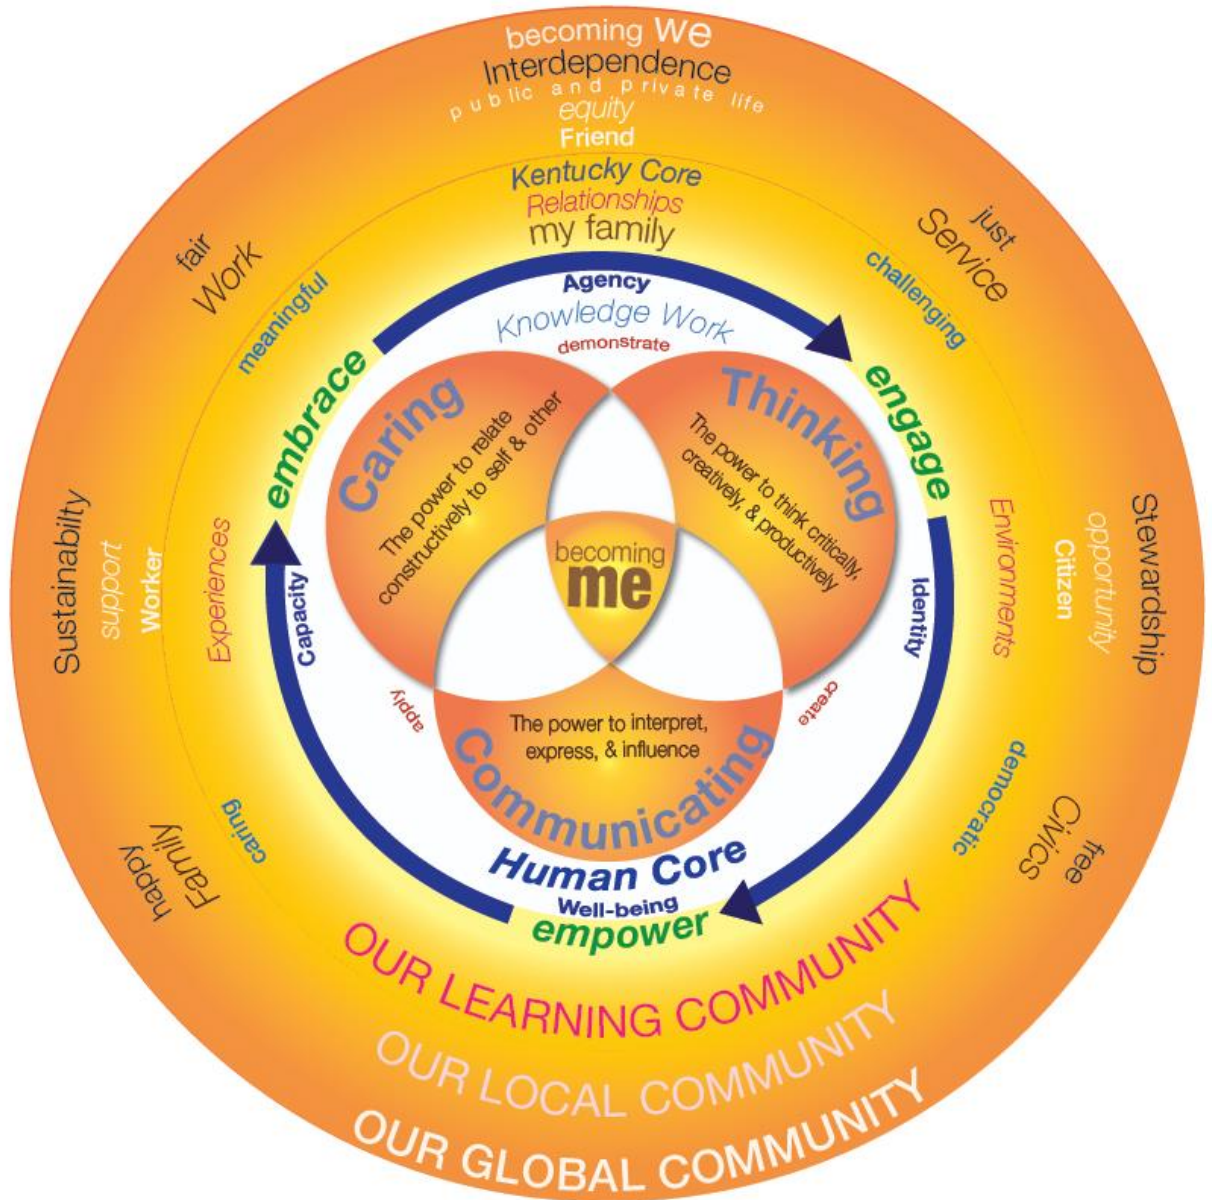 becoming we
Interdependence
public and private life
equity
Friend
Kentucky Core
Relationships
my family
Agency
Knowledge Work
demonstrate
fair
Work
meaningful
just
Service
challenging
embrace
engage
Caring
The power to relate
constructively to self & other
Thinking
The power to think critically,
creatively, & productively
becoming
me
Sustainabilty
support
Worker
Experiences
Capacity
Identity
Environments
Citizen
opportunity
Stewardship
apply
create
The power to interpret,
express, & influence
Communicating
Human Core
Well-being
empower
happy
Family
caring
democratic
Civics
free
OUR LEARNING COMMUNITY
OUR LOCAL COMMUNITY
OUR GLOBAL COMMUNITY